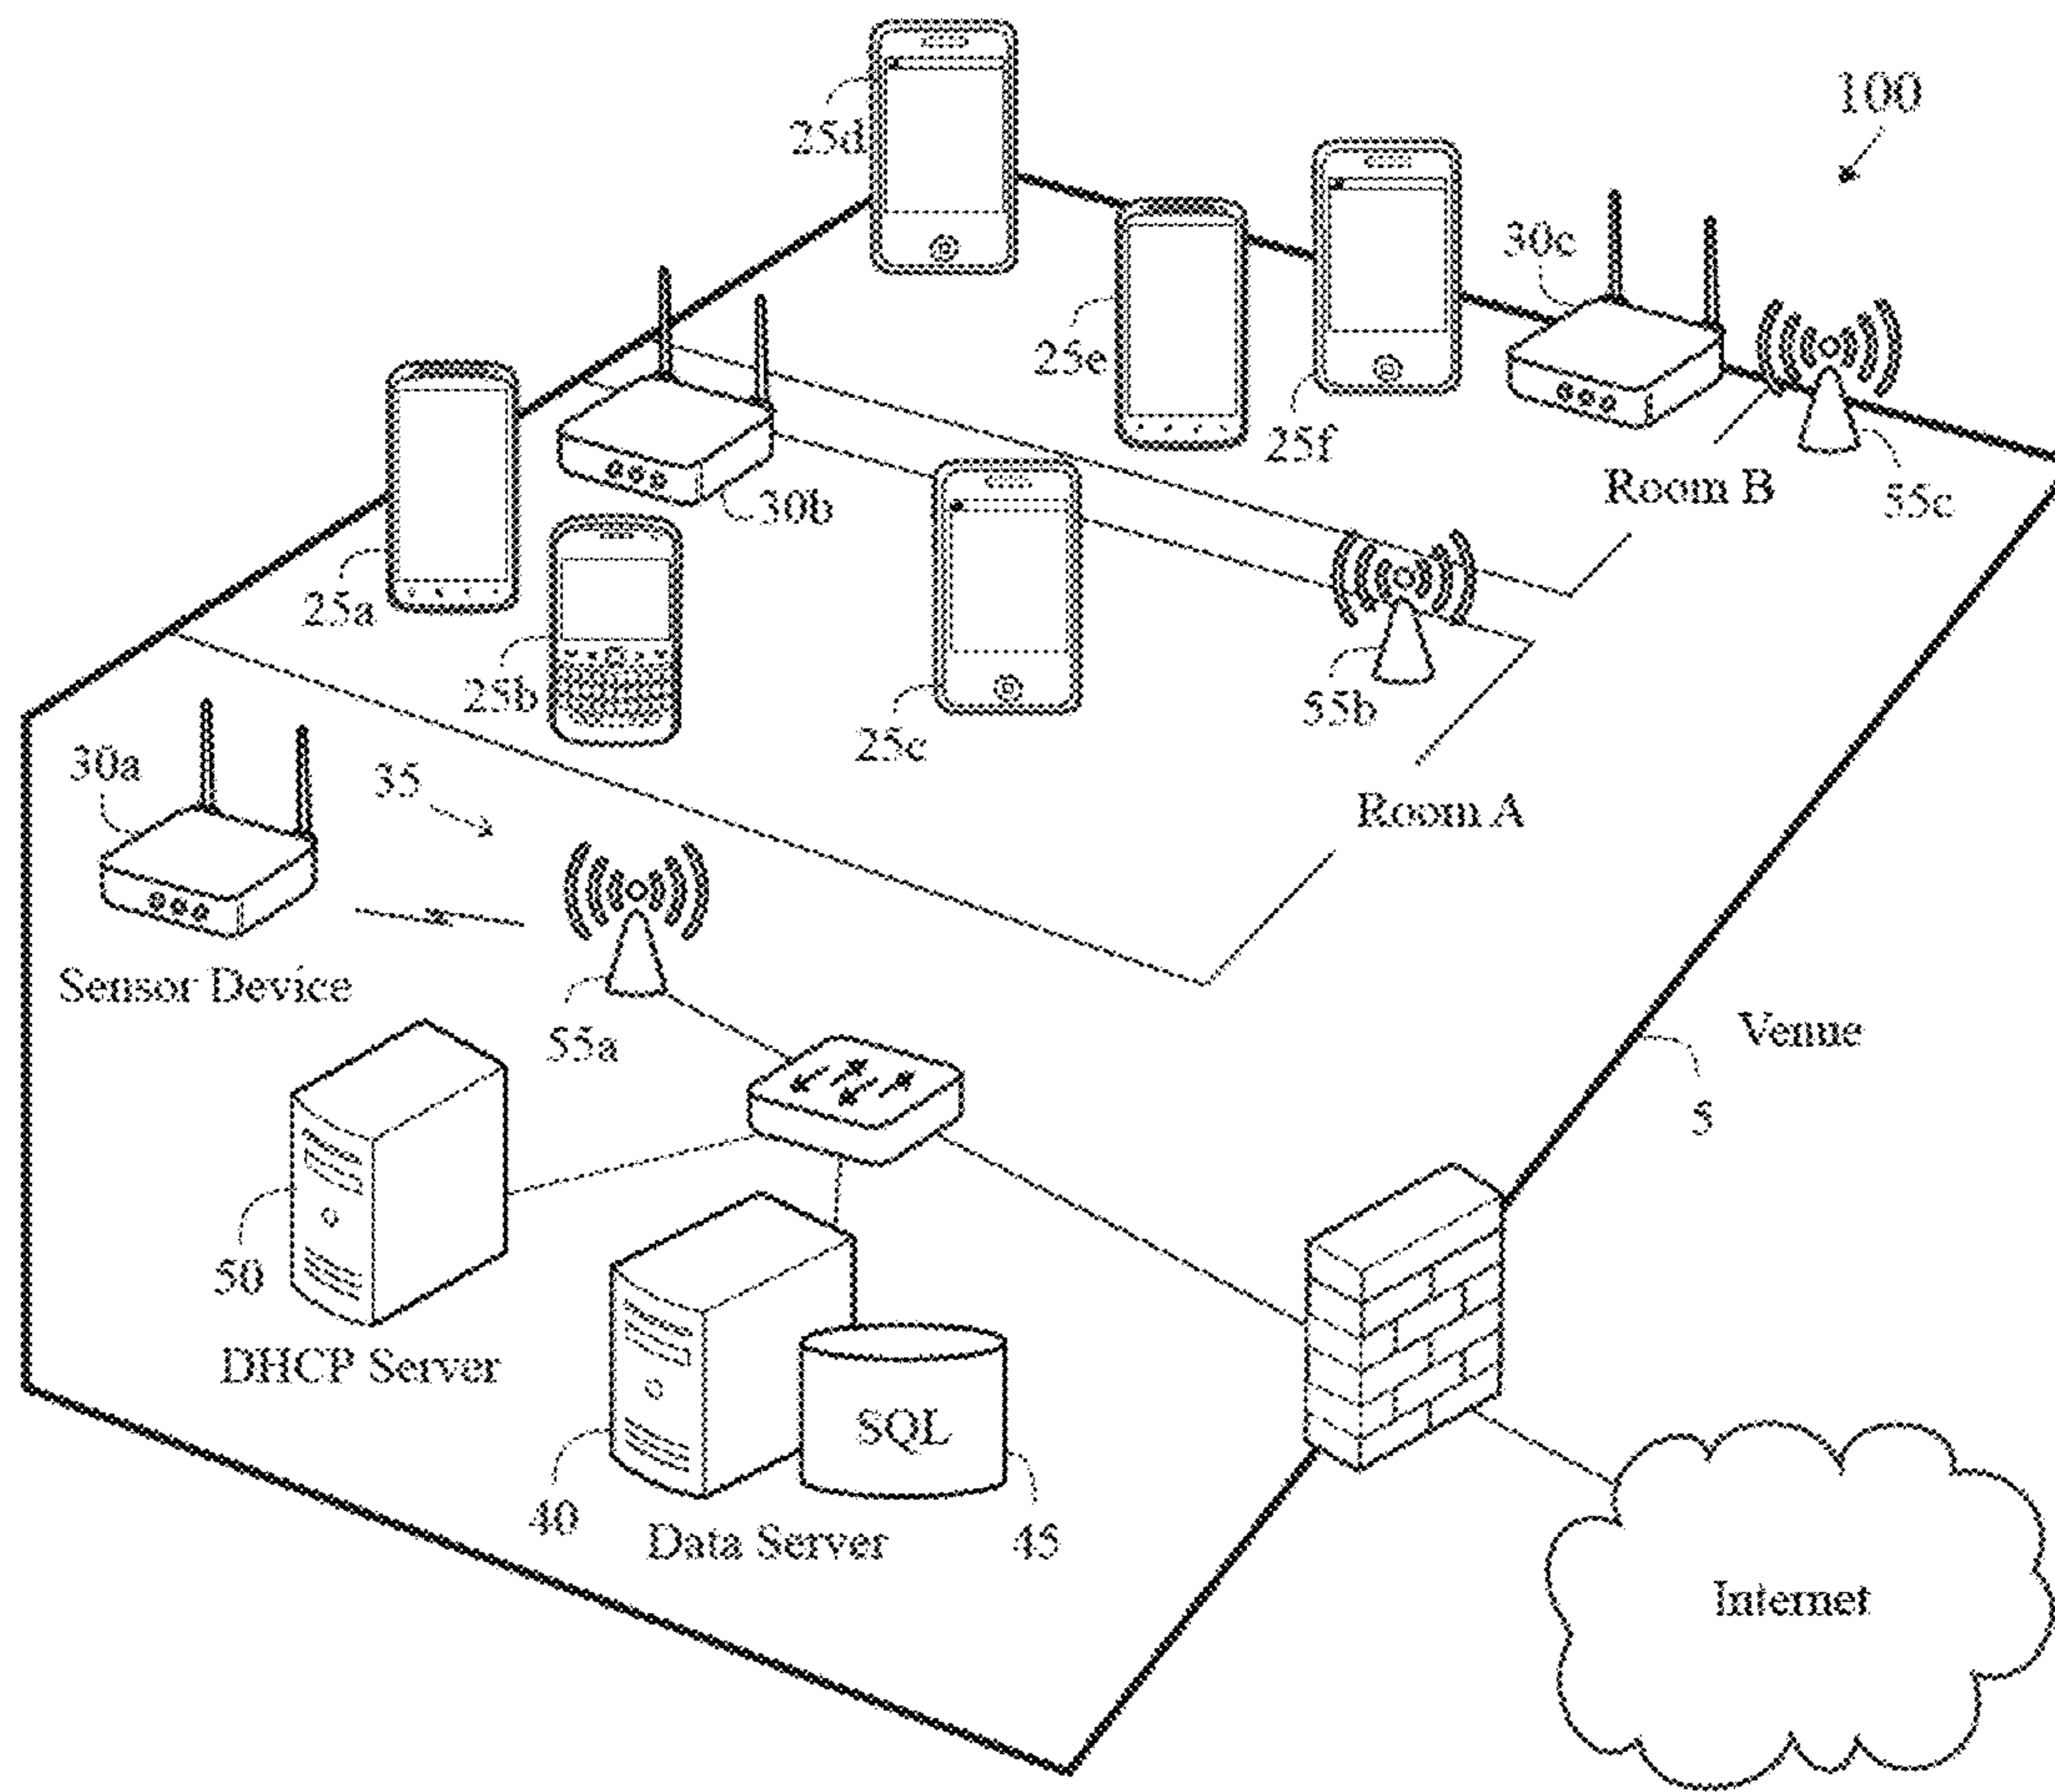 100
25d
30c
25e
25f
Room B
55c
30b
25a
25b
25c
55b
Room A
30a
35
Sensor Device
55a
Venue
5
50
DHCP Server
SQL
40
Data Server
45
Internet